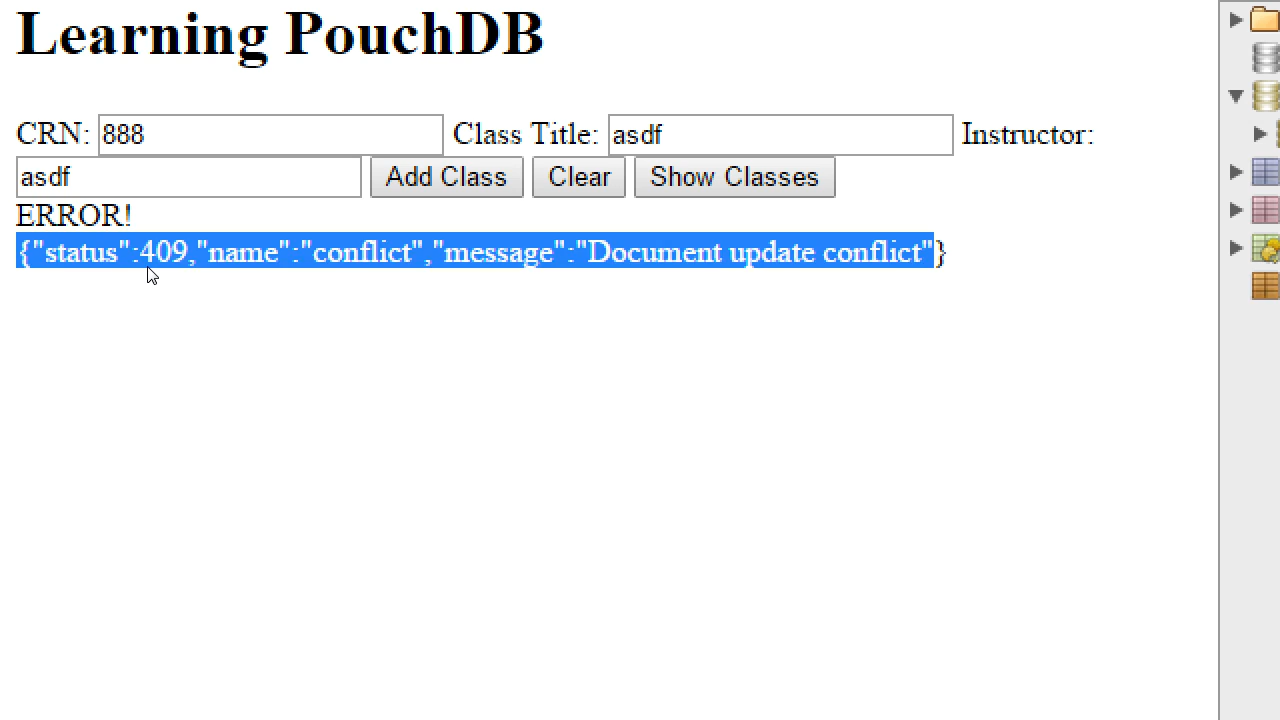 Learning PouchDB
CRN: 888 Class Title: asdf Instructor:
asdf Add Class Clear Show Classes
ERROR!
{"status":409,"name":"conflict","message":"Document update conflict"}